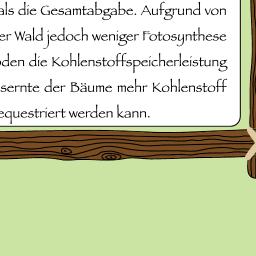 als die Gesamtabgabe. Aufgrund von
er Wald jedoch weniger Fotosynthese
den die Kohlenstoffspeicherleistung
sernte der Bäume mehr Kohlenstoff
equestriert werden kann.